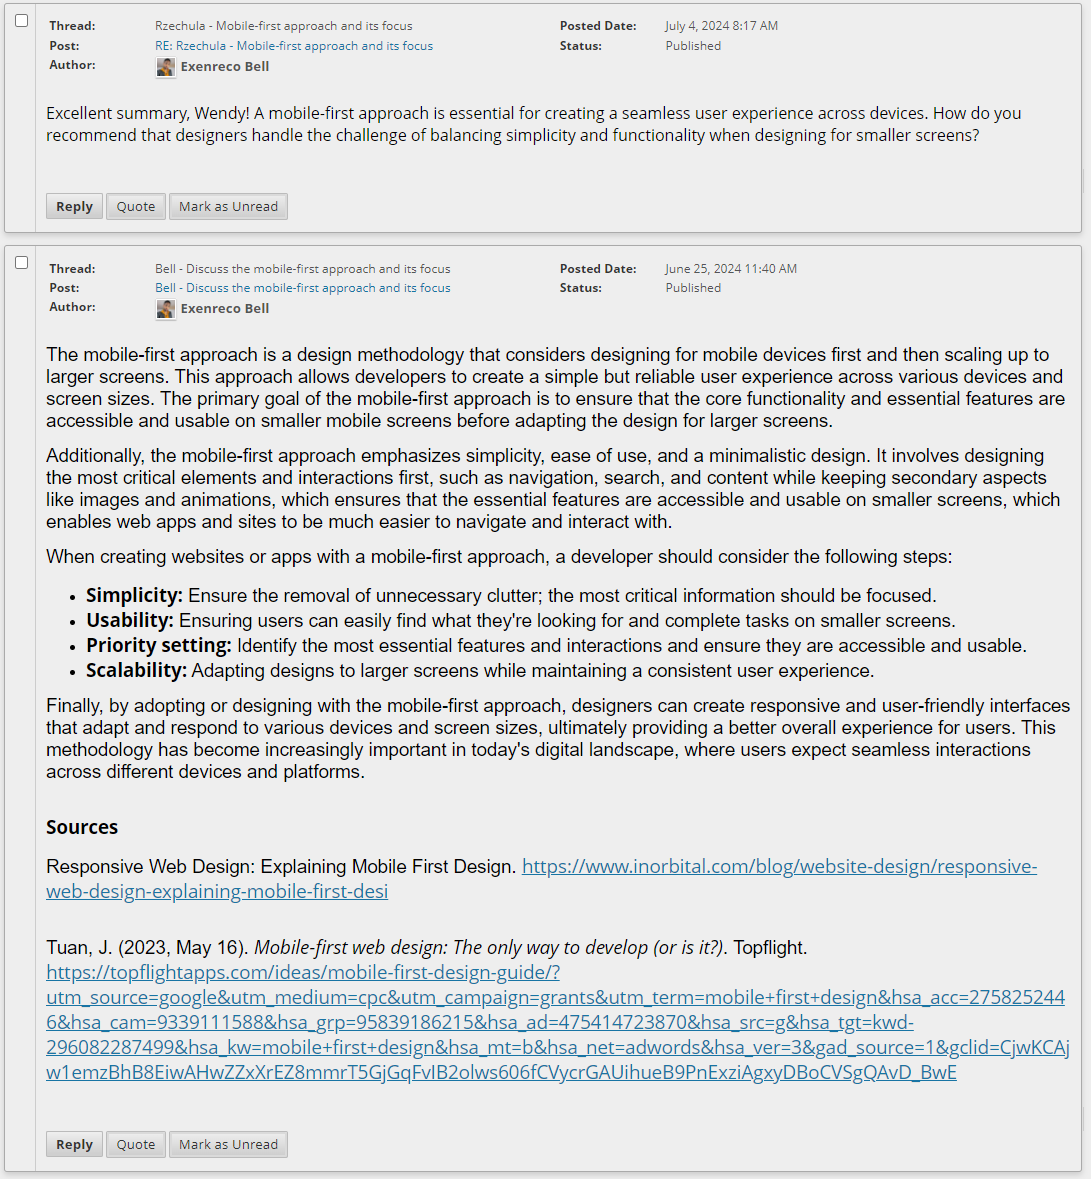 Thread: Rzechula - Mobile-first approach and its focus Posted Date: July 4, 2024 8:17 AM
Post: RE: Rzechula - Mobile-first approach and its focus Status: Published
Author: Exenreco Bell
Excellent summary, Wendy! A mobile-first approach is essential for creating a seamless user experience across devices. How do you
recommend that designers handle the challenge of balancing simplicity and functionality when designing for smaller screens?
Reply Quote Mark as Unread
Thread: Bell - Discuss the mobile-first approach and its focus Posted Date: June 25, 2024 11:40 AM
Post: Bell - Discuss the mobile-first approach and its focus Status: Published
Author: Exenreco Bell
The mobile-first approach is a design methodology that considers designing for mobile devices first and then scaling up to
larger screens. This approach allows developers to create a simple but reliable user experience across various devices and
screen sizes. The primary goal of the mobile-first approach is to ensure that the core functionality and essential features are
accessible and usable on smaller mobile screens before adapting the design for larger screens.
Additionally, the mobile-first approach emphasizes simplicity, ease of use, and a minimalistic design. It involves designing
the most critical elements and interactions first, such as navigation, search, and content while keeping secondary aspects
like images and animations, which ensures that the essential features are accessible and usable on smaller screens, which
enables web apps and sites to be much easier to navigate and interact with.
When creating websites or apps with a mobile-first approach, a developer should consider the following steps:
• Simplicity: Ensure the removal of unnecessary clutter; the most critical information should be focused.
• Usability: Ensuring users can easily find what they're looking for and complete tasks on smaller screens.
• Priority setting: Identify the most essential features and interactions and ensure they are accessible and usable.
• Scalability: Adapting designs to larger screens while maintaining a consistent user experience.
Finally, by adopting or designing with the mobile-first approach, designers can create responsive and user-friendly interfaces
that adapt and respond to various devices and screen sizes, ultimately providing a better overall experience for users. This
methodology has become increasingly important in today's digital landscape, where users expect seamless interactions
across different devices and platforms.
Sources
Responsive Web Design: Explaining Mobile First Design. https://www.inorbital.com/blog/website-design/responsive-
web-design-explaining-mobile-first-desi
Tuan, J. (2023, May 16). Mobile-first web design: The only way to develop (or is it?). Topflight.
https://topflightapps.com/ideas/mobile-first-design-guide/?
utm_source=google&utm_medium=cpc&utm_campaign=grants&utm_term=mobile+first+design&hsa_acc=275825244
6&hsa_cam=9339111588&hsa_grp=95839186215&hsa_ad=475414723870&hsa_src=g&hsa_tgt=kwd-
296082287499&hsa_kw=mobile+first+design&hsa_mt=b&hsa_net=adwords&hsa_ver=3&gad_source=1&gclid=CjwKCAj
w1emzBhB8EiwAHwZZxXrEZ8mmrT5GjGqFvIB2olws606fCVycrGAUihueB9PnExziAgxyDBoCVSgQAvD_BwE
Reply Quote Mark as Unread